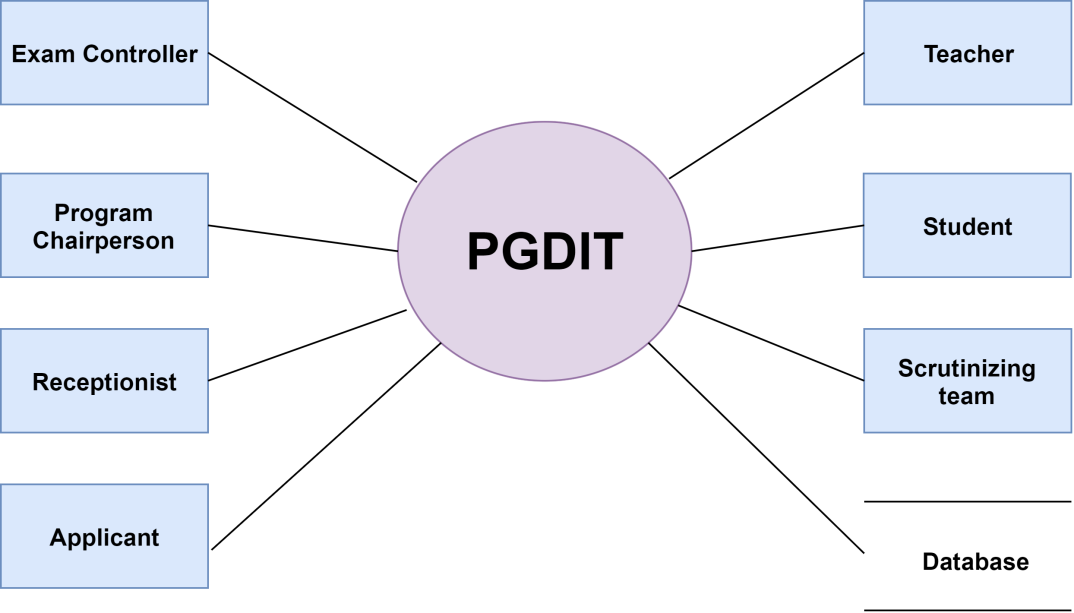 Exam Controller
Teacher
Program
Chairperson
PGDIT
Student
Receptionist
Scrutinizing
team
Applicant
Database